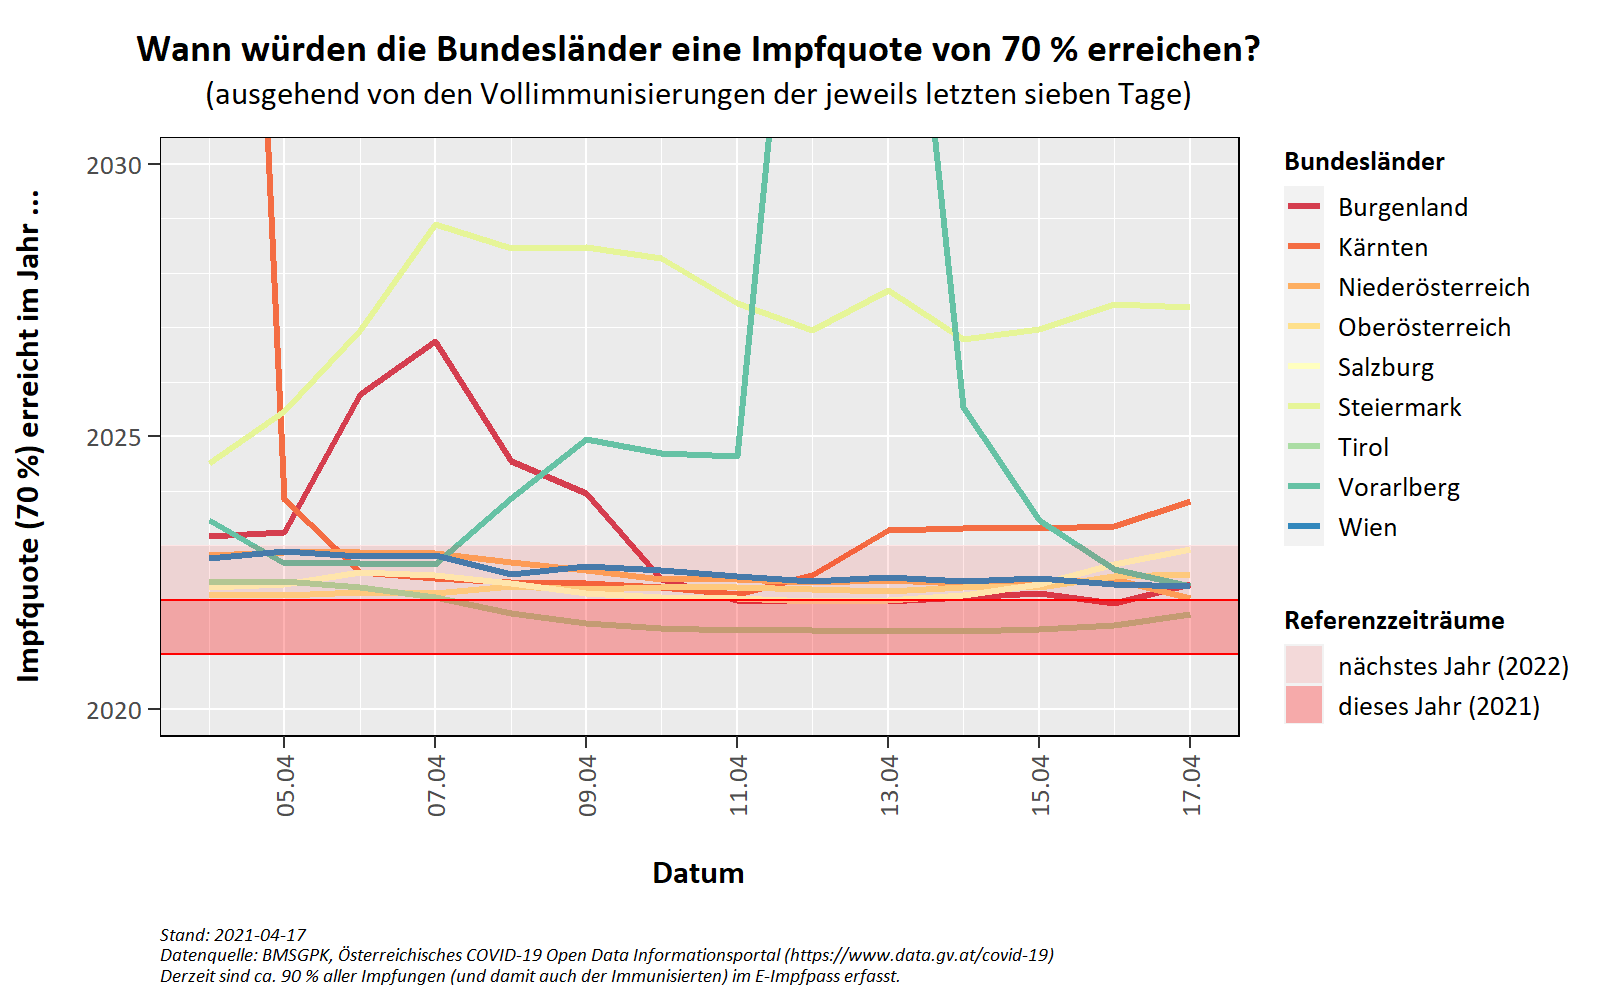 Wann würden die Bundesländer eine Impfquote von 70 % erreichen?
(ausgehend von den Vollimmunisierungen der jeweils letzten sieben Tage)
Impfquote (70 %) erreicht im Jahr ...
2030
2025
2020
05.04
07.04
09.04
11.04
13.04
15.04
17.04
Datum
Bundesländer
Burgenland
Kärnten
Niederösterreich
Oberösterreich
Salzburg
Steiermark
Tirol
Vorarlberg
Wien
Referenzzeiträume
nächstes Jahr (2022)
dieses Jahr (2021)
Stand: 2021-04-17
Datenquelle: BMSGPK, Österreichisches COVID-19 Open Data Informationsportal (https://www.data.gv.at/covid-19)
Derzeit sind ca. 90 % aller Impfungen (und damit auch der Immunisierten) im E-Impfpass erfasst.